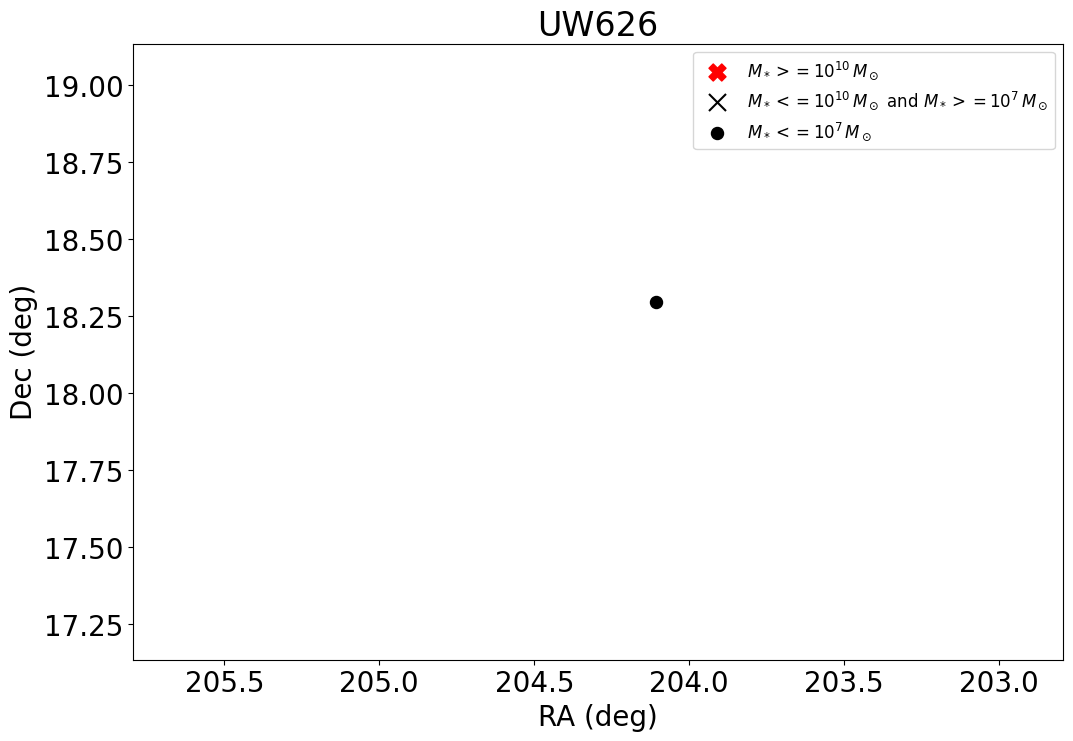 UW626
M* >= 10^10 M⊙
M* <= 10^10 M⊙ and M* >= 10^7 M⊙
M* <= 10^7 M⊙
19.00
18.75
18.50
18.25
18.00
17.75
17.50
17.25
Dec (deg)
205.5 205.0 204.5 204.0 203.5 203.0
RA (deg)